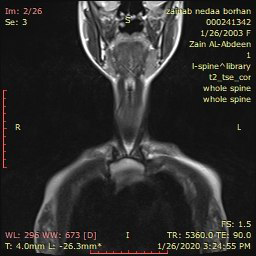 Im: 2/26
Se: 3
S
zainab nedaa borhan
000241342
1/26/2003 F
Zain AL-Abdeen
1
l-spine^library
t2_tse_cor
whole spine
whole spine
R
L
WL: 296 WW: 673 [D]
T: 4.0mm L: -26.3mm*
I
FS: 1.5
TR: 5360.0 TE: 90.0
1/26/2020 3:24:55 PM